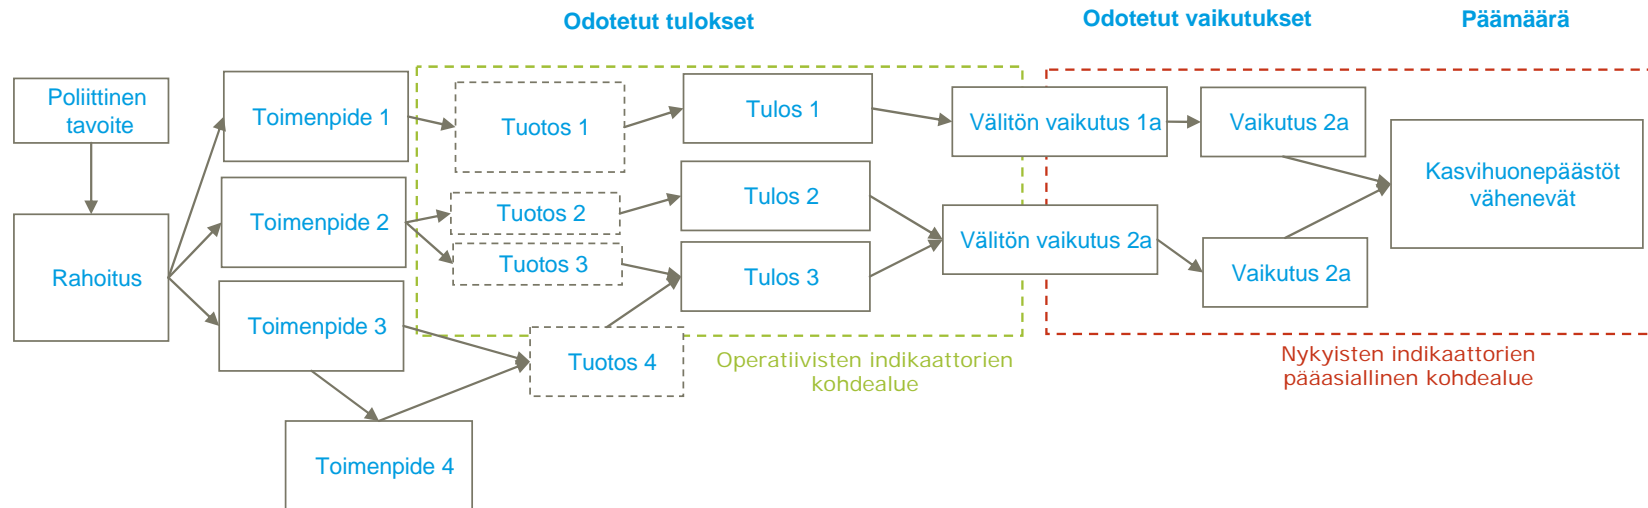 Odotetut tulokset
Odotetut vaikutukset
Päämäärä
Poliittinen
tavoite
Rahoitus
Toimenpide 1
Toimenpide 2
Toimenpide 3
Toimenpide 4
Tuotos 1
Tuotos 2
Tuotos 3
Tuotos 4
Tulos 1
Tulos 2
Tulos 3
Operatiivisten indikaattorien
kohdealue
Välitön vaikutus 1a
Välitön vaikutus 2a
Vaikutus 2a
Vaikutus 2a
Kasvihuonepäästöt
vähenevät
Nykyisten indikaattorien
pääasiallinen kohdealue